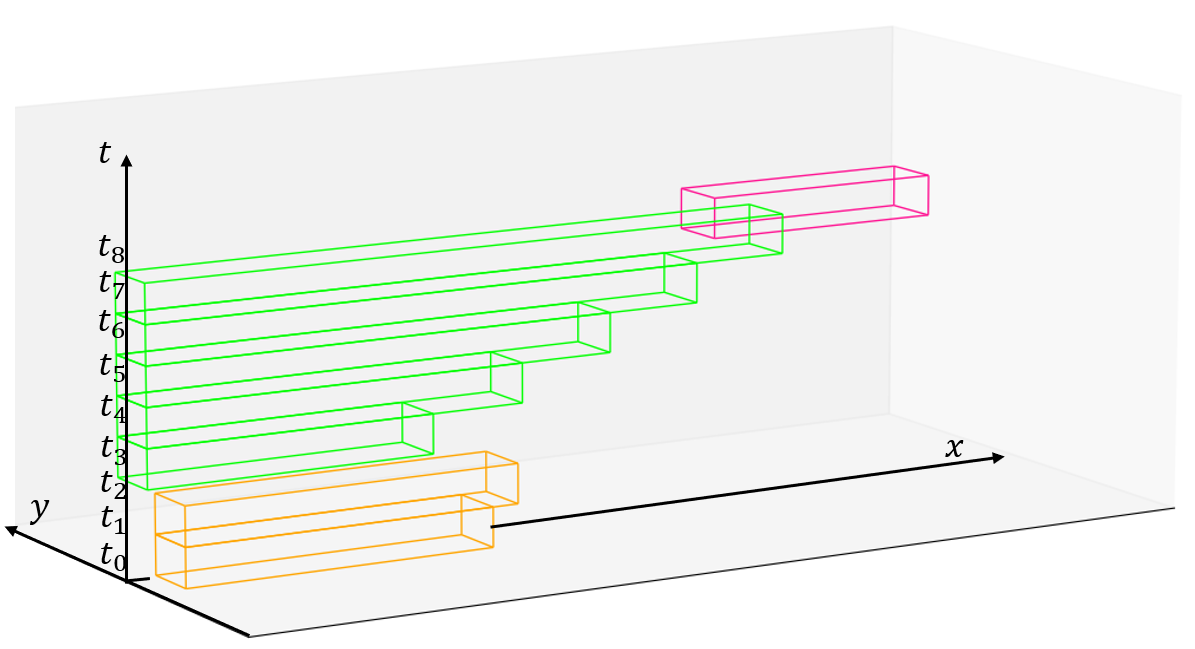 t
t₈
t₇
t₆
t₅
t₄
t₃
t₂
t₁
t₀
y
x